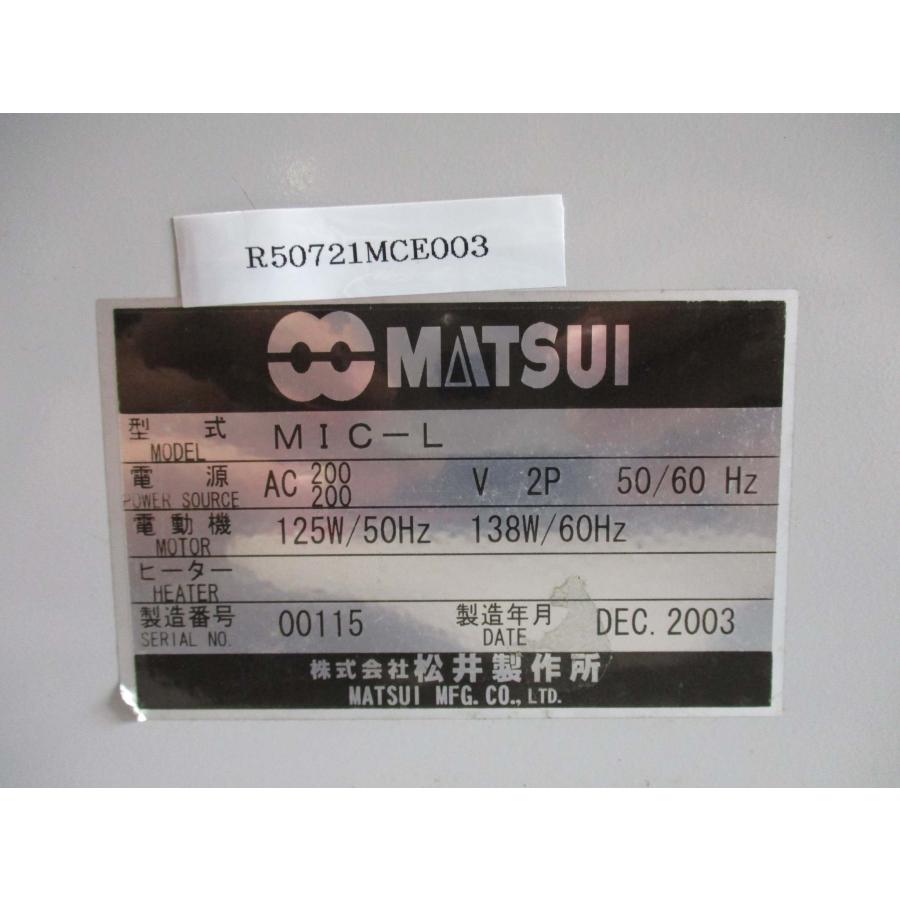 R50721MCE003
MATSUI
型式 MIC-L
MODEL
電源 AC 200 V 2P 50/60 Hz
POWER SOURCE 200
電動機 125W/50Hz 138W/60Hz
MOTOR
ヒーター
HEATER
製造番号 00115 製造年月 DEC. 2003
SERIAL NO. DATE
株式会社 松井製作所
MATSUI MFG. CO., LTD.